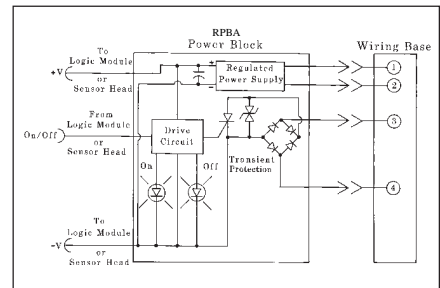 RPBA
Power Block
Wiring Base
To
Logic Module
or
Sensor Head
+V
Regulated
Power Supply
+
−
1
2
From
Logic Module
or
Sensor Head
On/Off
Drive
Circuit
On
Off
Transient
Protection
3
4
To
Logic Module
or
Sensor Head
−V